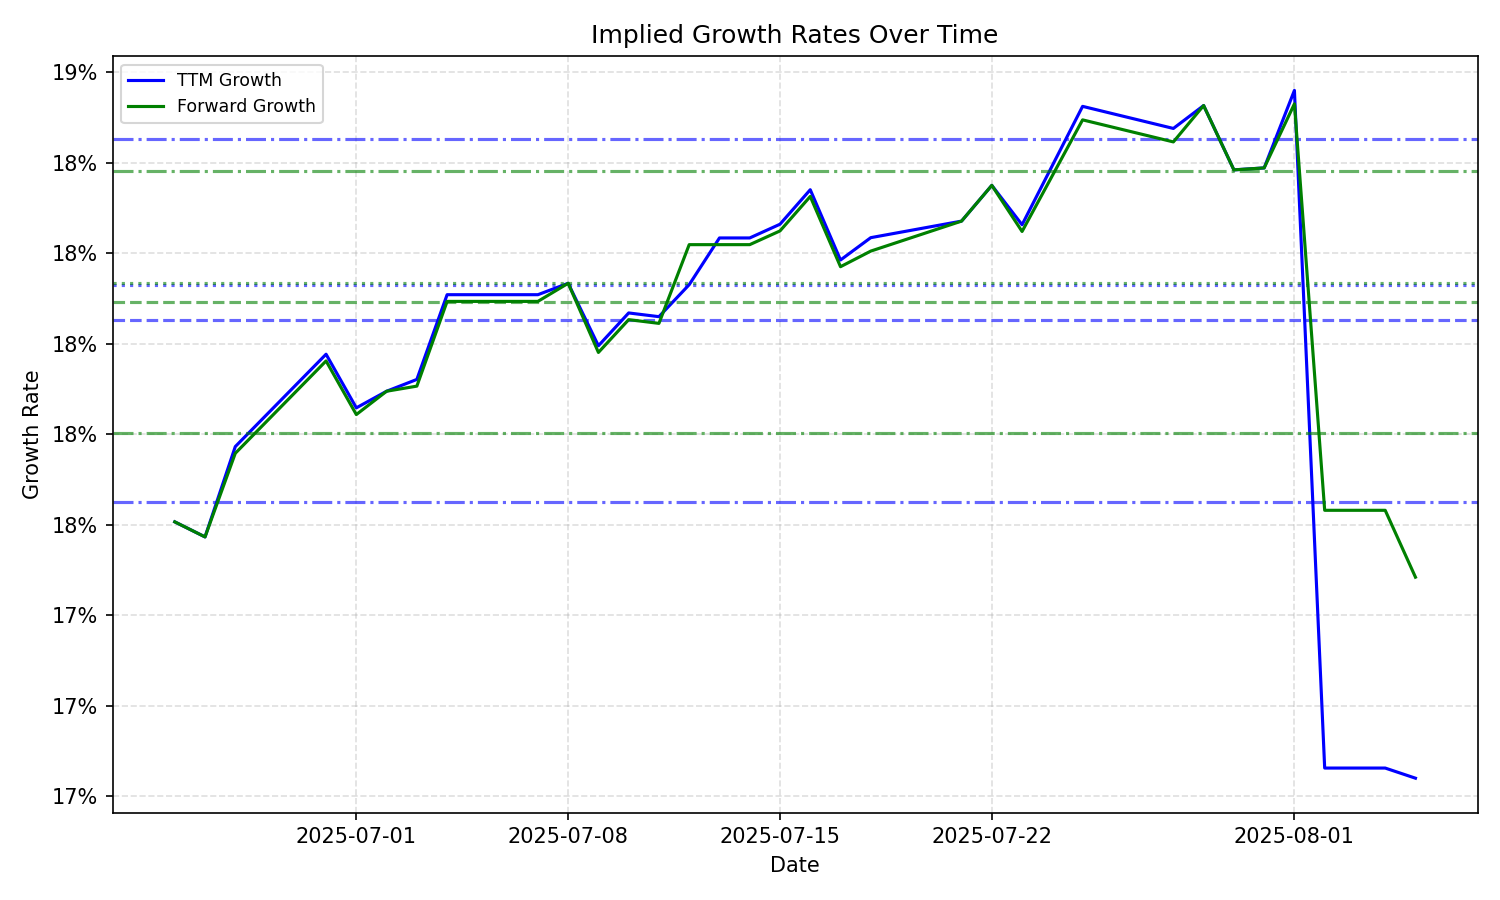 Implied Growth Rates Over Time
TTM Growth
Forward Growth
19%
18%
18%
18%
18%
18%
17%
17%
17%
Growth Rate
2025-07-01
2025-07-08
2025-07-15
2025-07-22
2025-08-01
Date